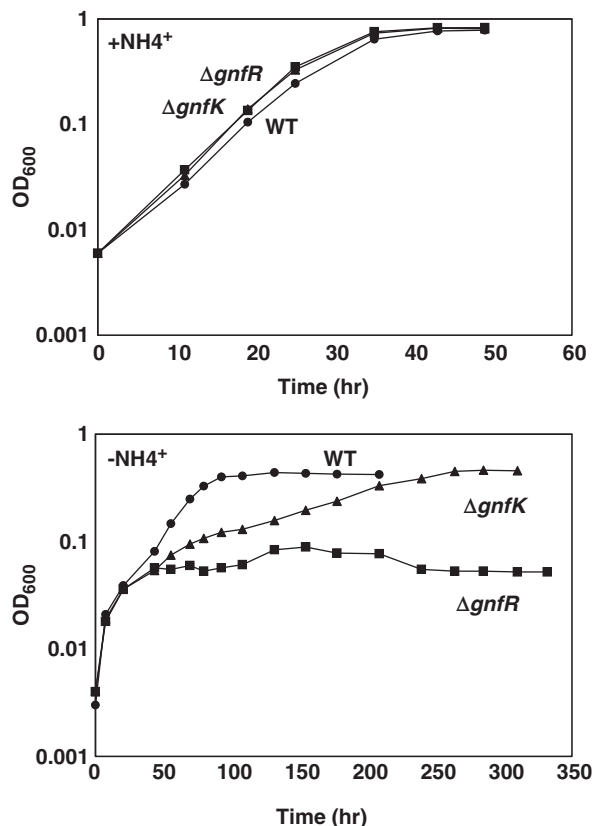 1
+NH4⁺
ΔgnfR
ΔgnfK
WT
0.1
OD₆₀₀
0.01
0.001
0 10 20 30 40 50 60
Time (hr)
1
-NH4⁺
WT
ΔgnfK
0.1
OD₆₀₀
ΔgnfR
0.01
0.001
0 50 100 150 200 250 300 350
Time (hr)